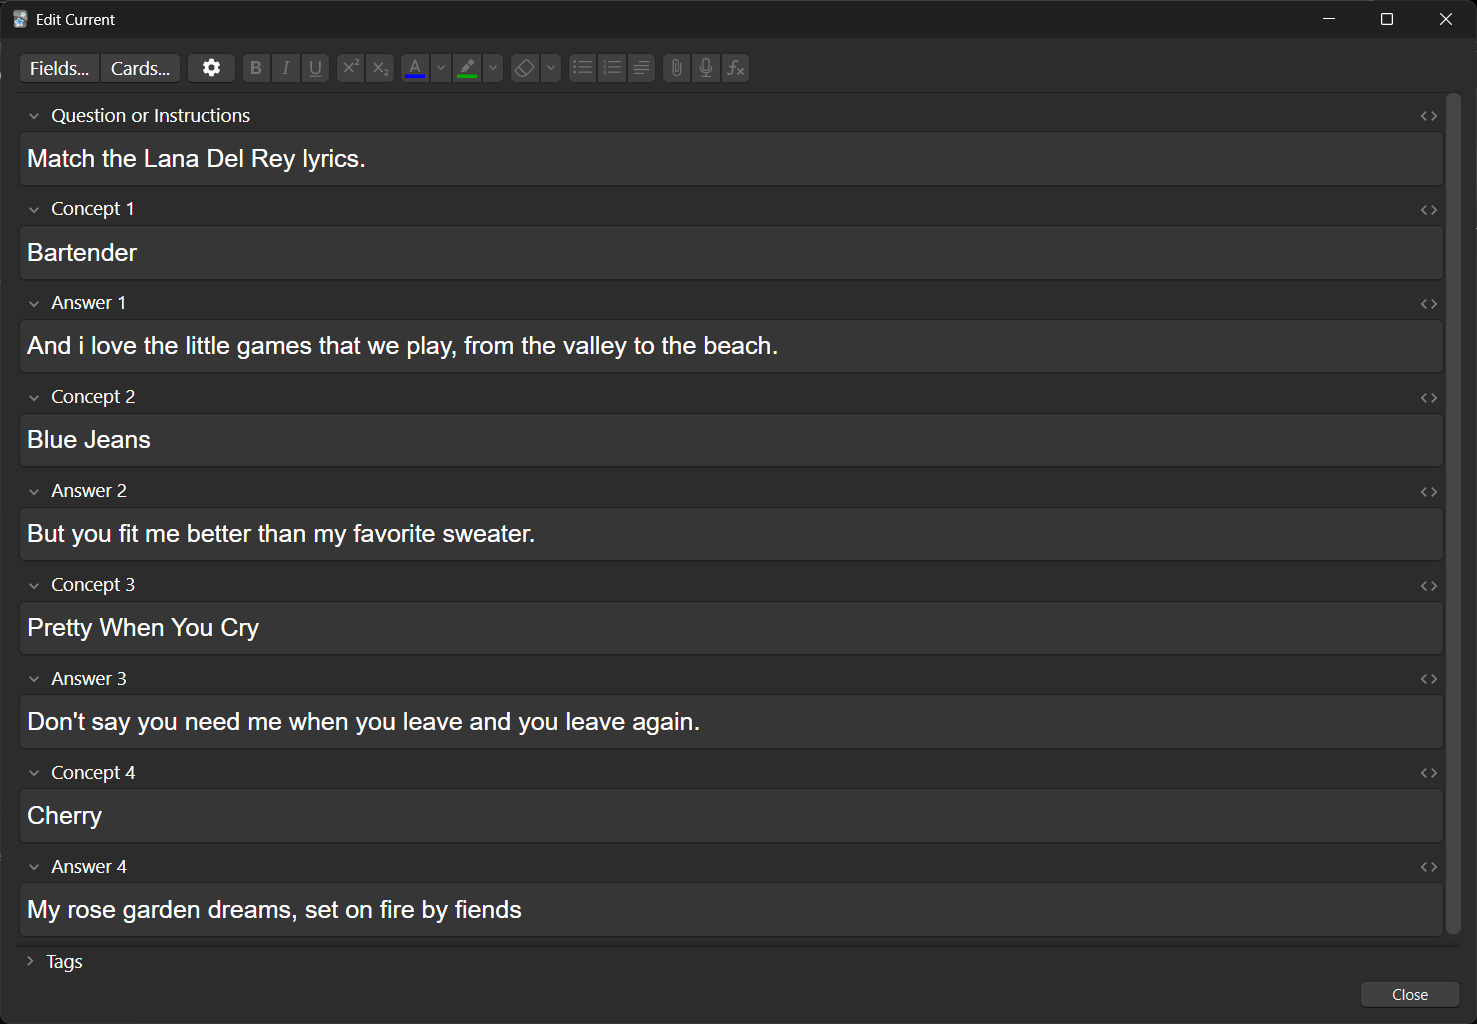 Edit Current
Fields... Cards... B I U x² x₂ A fx
Question or Instructions
Match the Lana Del Rey lyrics.
Concept 1
Bartender
Answer 1
And i love the little games that we play, from the valley to the beach.
Concept 2
Blue Jeans
Answer 2
But you fit me better than my favorite sweater.
Concept 3
Pretty When You Cry
Answer 3
Don't say you need me when you leave and you leave again.
Concept 4
Cherry
Answer 4
My rose garden dreams, set on fire by fiends
Tags
Close